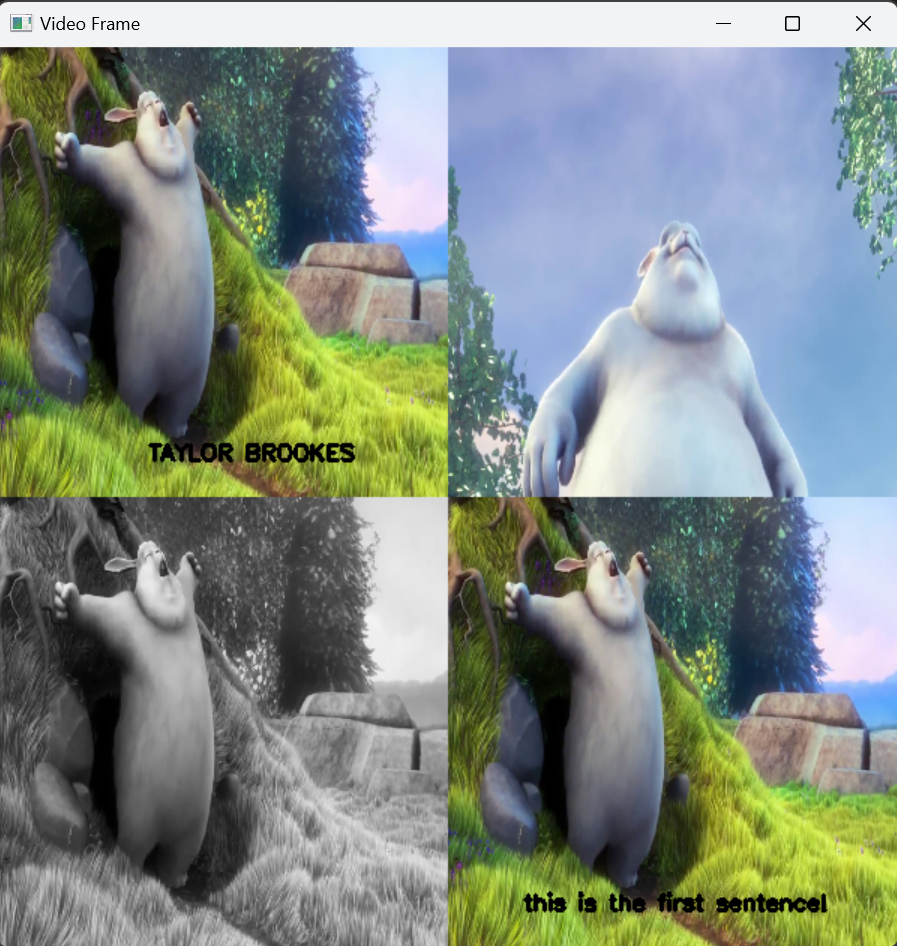 Video Frame
TAYLOR BROOKES
this is the first sentence!